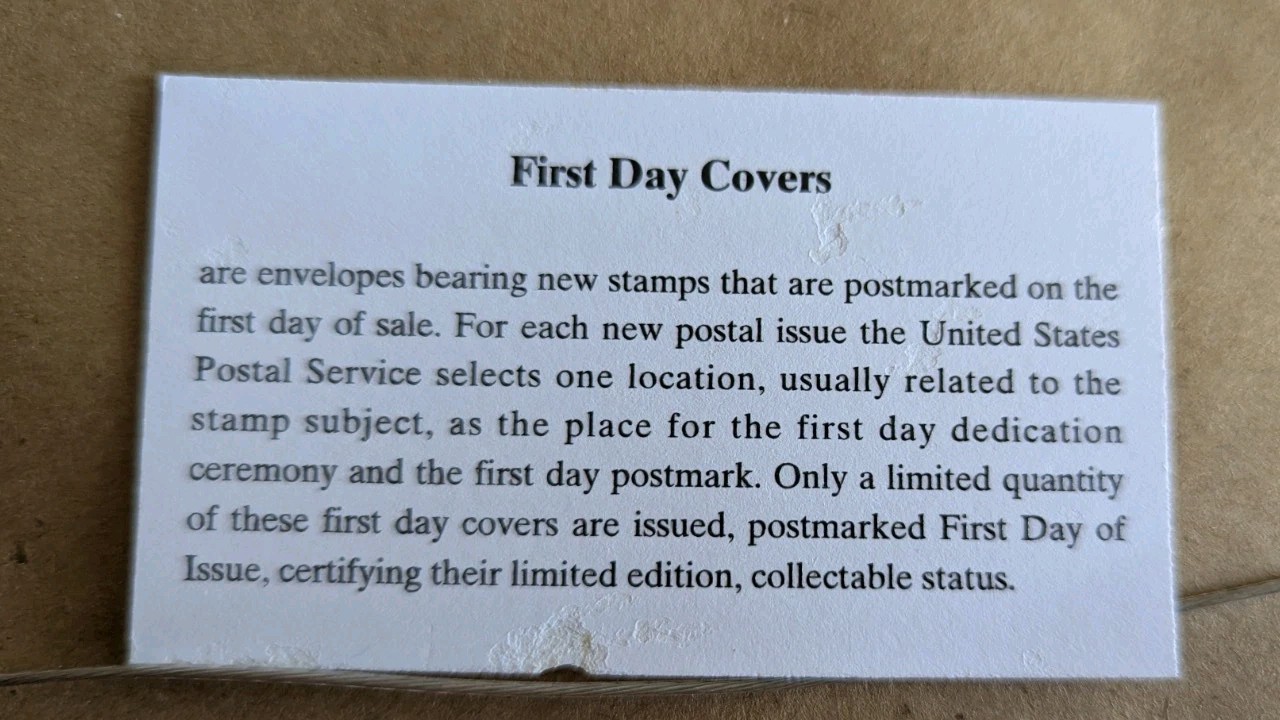 First Day Covers
are envelopes bearing new stamps that are postmarked on the
first day of sale. For each new postal issue the United States
Postal Service selects one location, usually related to the
stamp subject, as the place for the first day dedication
ceremony and the first day postmark. Only a limited quantity
of these first day covers are issued, postmarked First Day of
Issue, certifying their limited edition, collectable status.